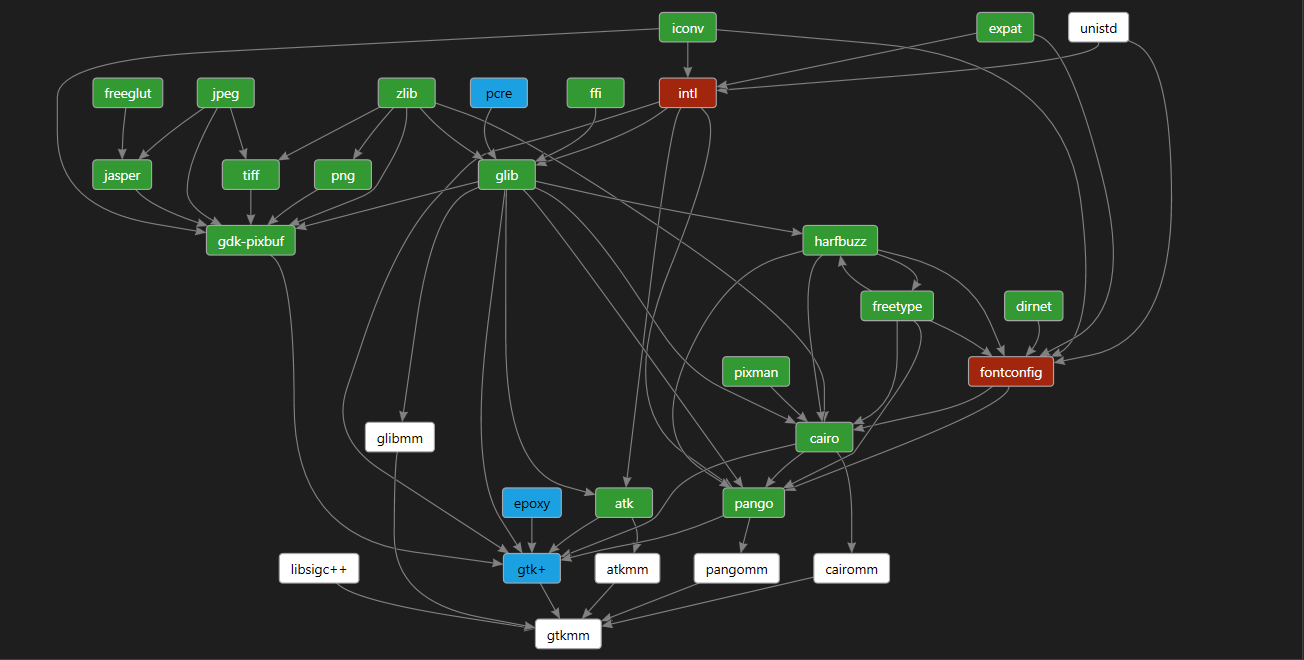 iconv
expat
unistd
freeglut
jpeg
zlib
pcre
ffi
intl
jasper
tiff
png
glib
gdk-pixbuf
harfbuzz
freetype
dirnet
pixman
fontconfig
glibmm
cairo
epoxy
atk
pango
libsigc++
gtk+
atkmm
pangomm
cairomm
gtkmm